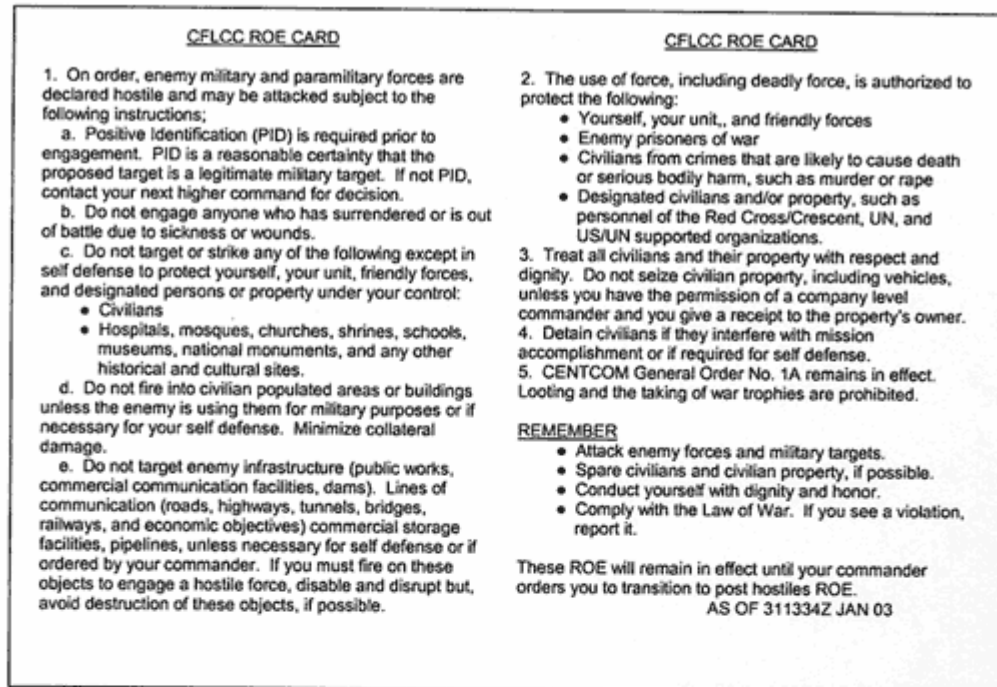 CFLCC ROE CARD
1. On order, enemy military and paramilitary forces are
declared hostile and may be attacked subject to the
following instructions;
a. Positive Identification (PID) is required prior to
engagement. PID is a reasonable certainty that the
proposed target is a legitimate military target. If not PID,
contact your next higher command for decision.
b. Do not engage anyone who has surrendered or is out
of battle due to sickness or wounds.
c. Do not target or strike any of the following except in
self defense to protect yourself, your unit, friendly forces,
and designated persons or property under your control:
● Civilians
● Hospitals, mosques, churches, shrines, schools,
museums, national monuments, and any other
historical and cultural sites.
d. Do not fire into civilian populated areas or buildings
unless the enemy is using them for military purposes or if
necessary for your self defense. Minimize collateral
damage.
e. Do not target enemy infrastructure (public works,
commercial communication facilities, dams). Lines of
communication (roads, highways, tunnels, bridges,
railways, and economic objectives) commercial storage
facilities, pipelines, unless necessary for self defense or if
ordered by your commander. If you must fire on these
objects to engage a hostile force, disable and disrupt but,
avoid destruction of these objects, if possible.
CFLCC ROE CARD
2. The use of force, including deadly force, is authorized to
protect the following:
● Yourself, your unit,, and friendly forces
● Enemy prisoners of war
● Civilians from crimes that are likely to cause death
or serious bodily harm, such as murder or rape
● Designated civilians and/or property, such as
personnel of the Red Cross/Crescent, UN, and
US/UN supported organizations.
3. Treat all civilians and their property with respect and
dignity. Do not seize civilian property, including vehicles,
unless you have the permission of a company level
commander and you give a receipt to the property's owner.
4. Detain civilians if they interfere with mission
accomplishment or if required for self defense.
5. CENTCOM General Order No. 1A remains in effect.
Looting and the taking of war trophies are prohibited.
REMEMBER
● Attack enemy forces and military targets.
● Spare civilians and civilian property, if possible.
● Conduct yourself with dignity and honor.
● Comply with the Law of War. If you see a violation,
report it.
These ROE will remain in effect until your commander
orders you to transition to post hostiles ROE.
AS OF 311334Z JAN 03